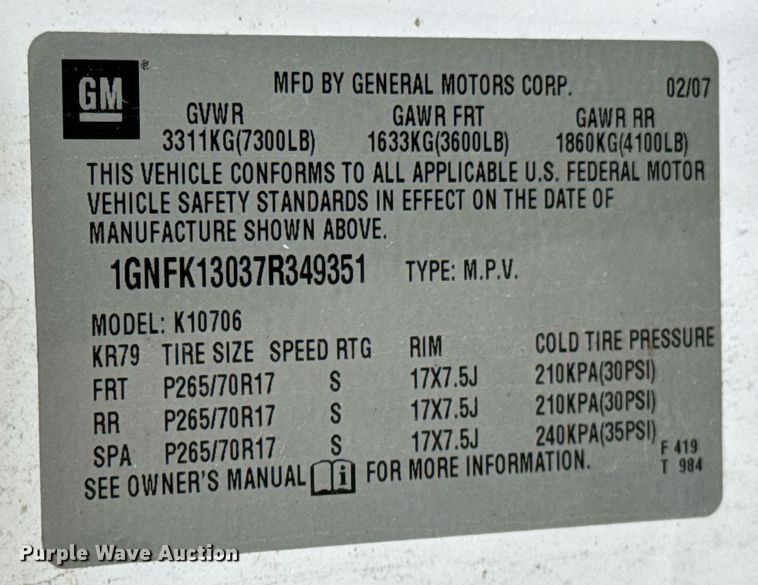 GM
MFD BY GENERAL MOTORS CORP. 02/07
GVWR GAWR FRT GAWR RR
3311KG(7300LB) 1633KG(3600LB) 1860KG(4100LB)
THIS VEHICLE CONFORMS TO ALL APPLICABLE U.S. FEDERAL MOTOR
VEHICLE SAFETY STANDARDS IN EFFECT ON THE DATE OF
MANUFACTURE SHOWN ABOVE.
1GNFK13037R349351 TYPE: M.P.V.
MODEL: K10706
KR79 TIRE SIZE SPEED RTG RIM COLD TIRE PRESSURE
FRT P265/70R17 S 17X7.5J 210KPA(30PSI)
RR P265/70R17 S 17X7.5J 210KPA(30PSI)
SPA P265/70R17 S 17X7.5J 240KPA(35PSI)
F 419
T 984
SEE OWNER'S MANUAL i FOR MORE INFORMATION.
Purple Wave Auction